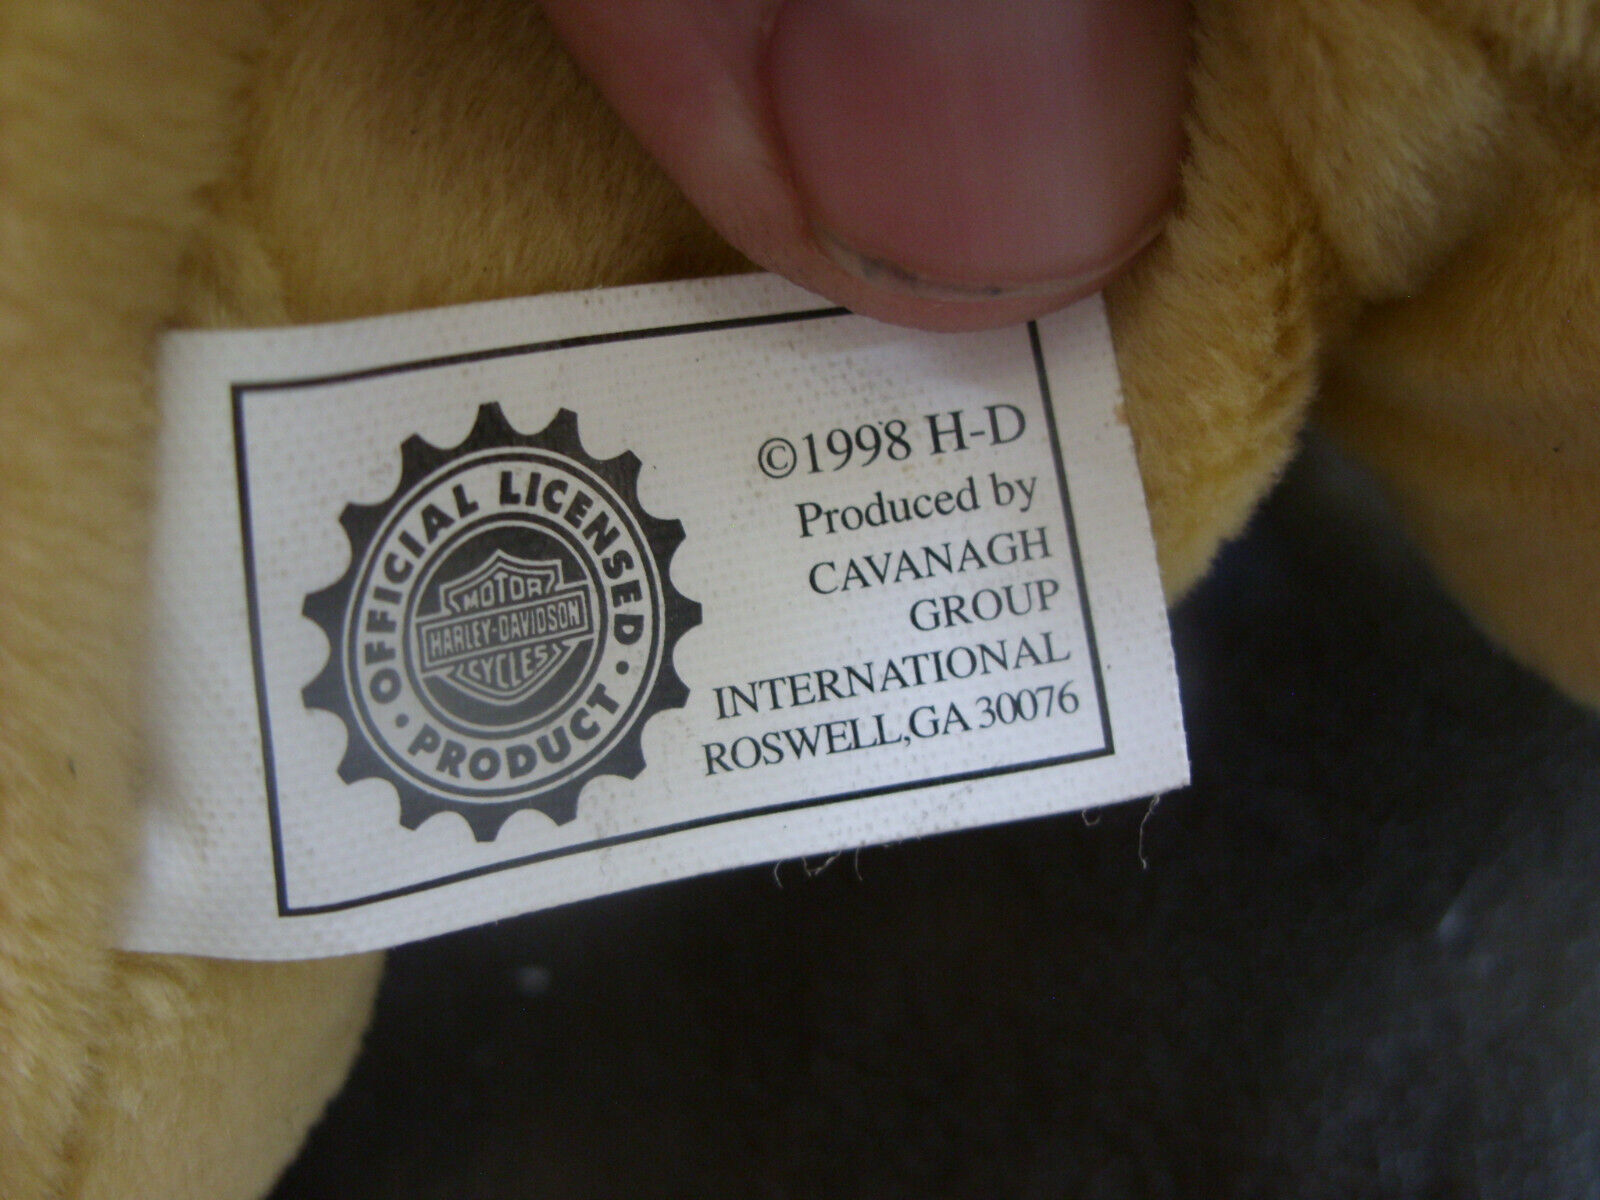 OFFICIAL LICENSED
PRODUCT
MOTOR
HARLEY-DAVIDSON
CYCLES
©1998 H-D
Produced by
CAVANAGH
GROUP
INTERNATIONAL
ROSWELL,GA 30076